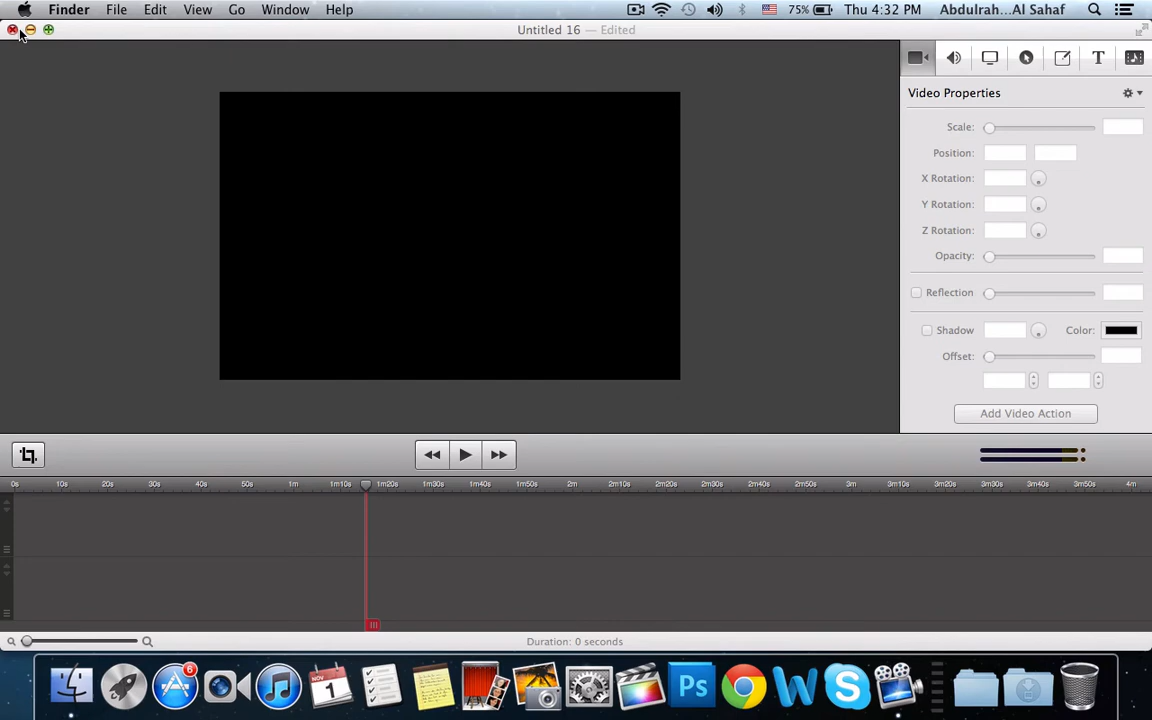 Finder File Edit View Go Window Help 75% Thu 4:32 PM Abdulrah...Al Sahaf
Untitled 16 — Edited
T
Video Properties
Scale:
Position:
X Rotation:
Y Rotation:
Z Rotation:
Opacity:
Reflection
Shadow Color:
Offset:
Add Video Action
0s 10s 20s 30s 40s 50s 1m 1m10s 1m20s 1m30s 1m40s 1m50s 2m 2m10s 2m20s 2m30s 2m40s 2m50s 3m 3m10s 3m20s 3m30s 3m40s 3m50s 4m
Duration: 0 seconds
6
NOV
1
Ps
W
S